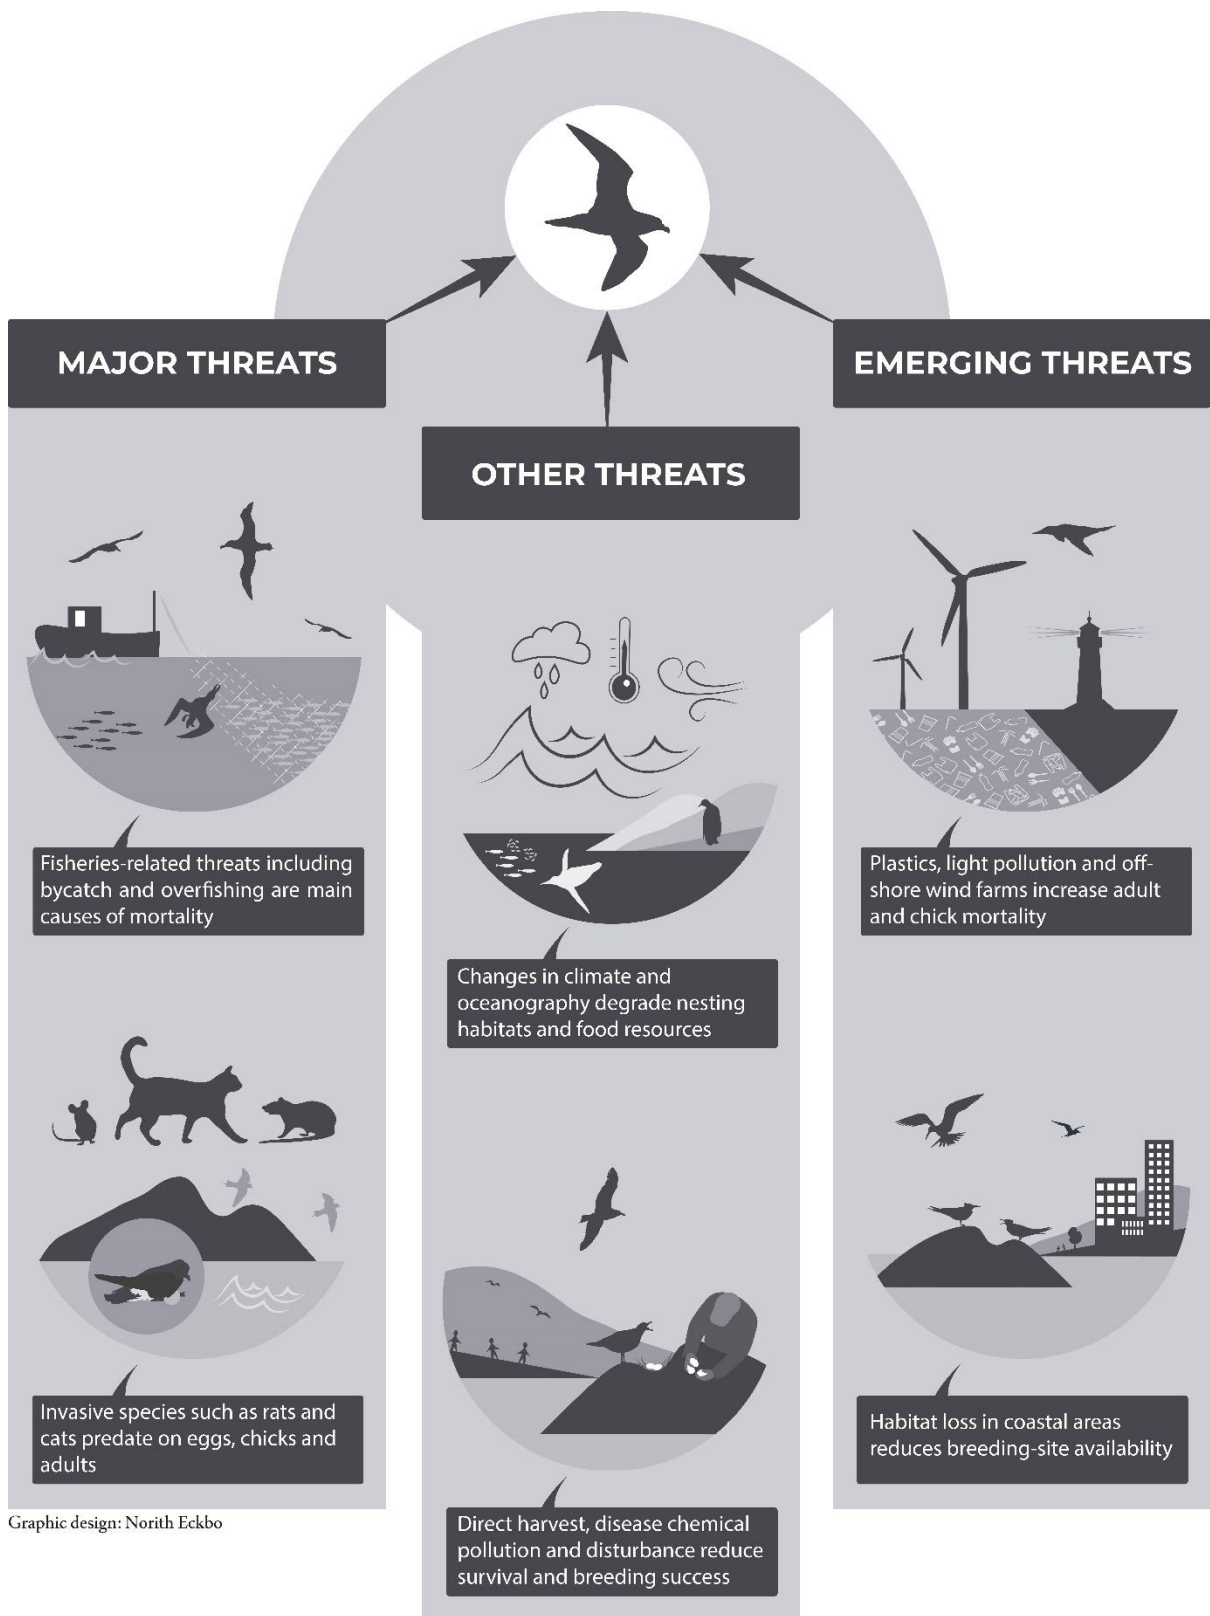 MAJOR THREATS
Fisheries-related threats including
bycatch and overfishing are main
causes of mortality
Invasive species such as rats and
cats predate on eggs, chicks and
adults
Graphic design: Norith Eckbo
OTHER THREATS
Changes in climate and
oceanography degrade nesting
habitats and food resources
Direct harvest, disease chemical
pollution and disturbance reduce
survival and breeding success
EMERGING THREATS
Plastics, light pollution and off-
shore wind farms increase adult
and chick mortality
Habitat loss in coastal areas
reduces breeding-site availability